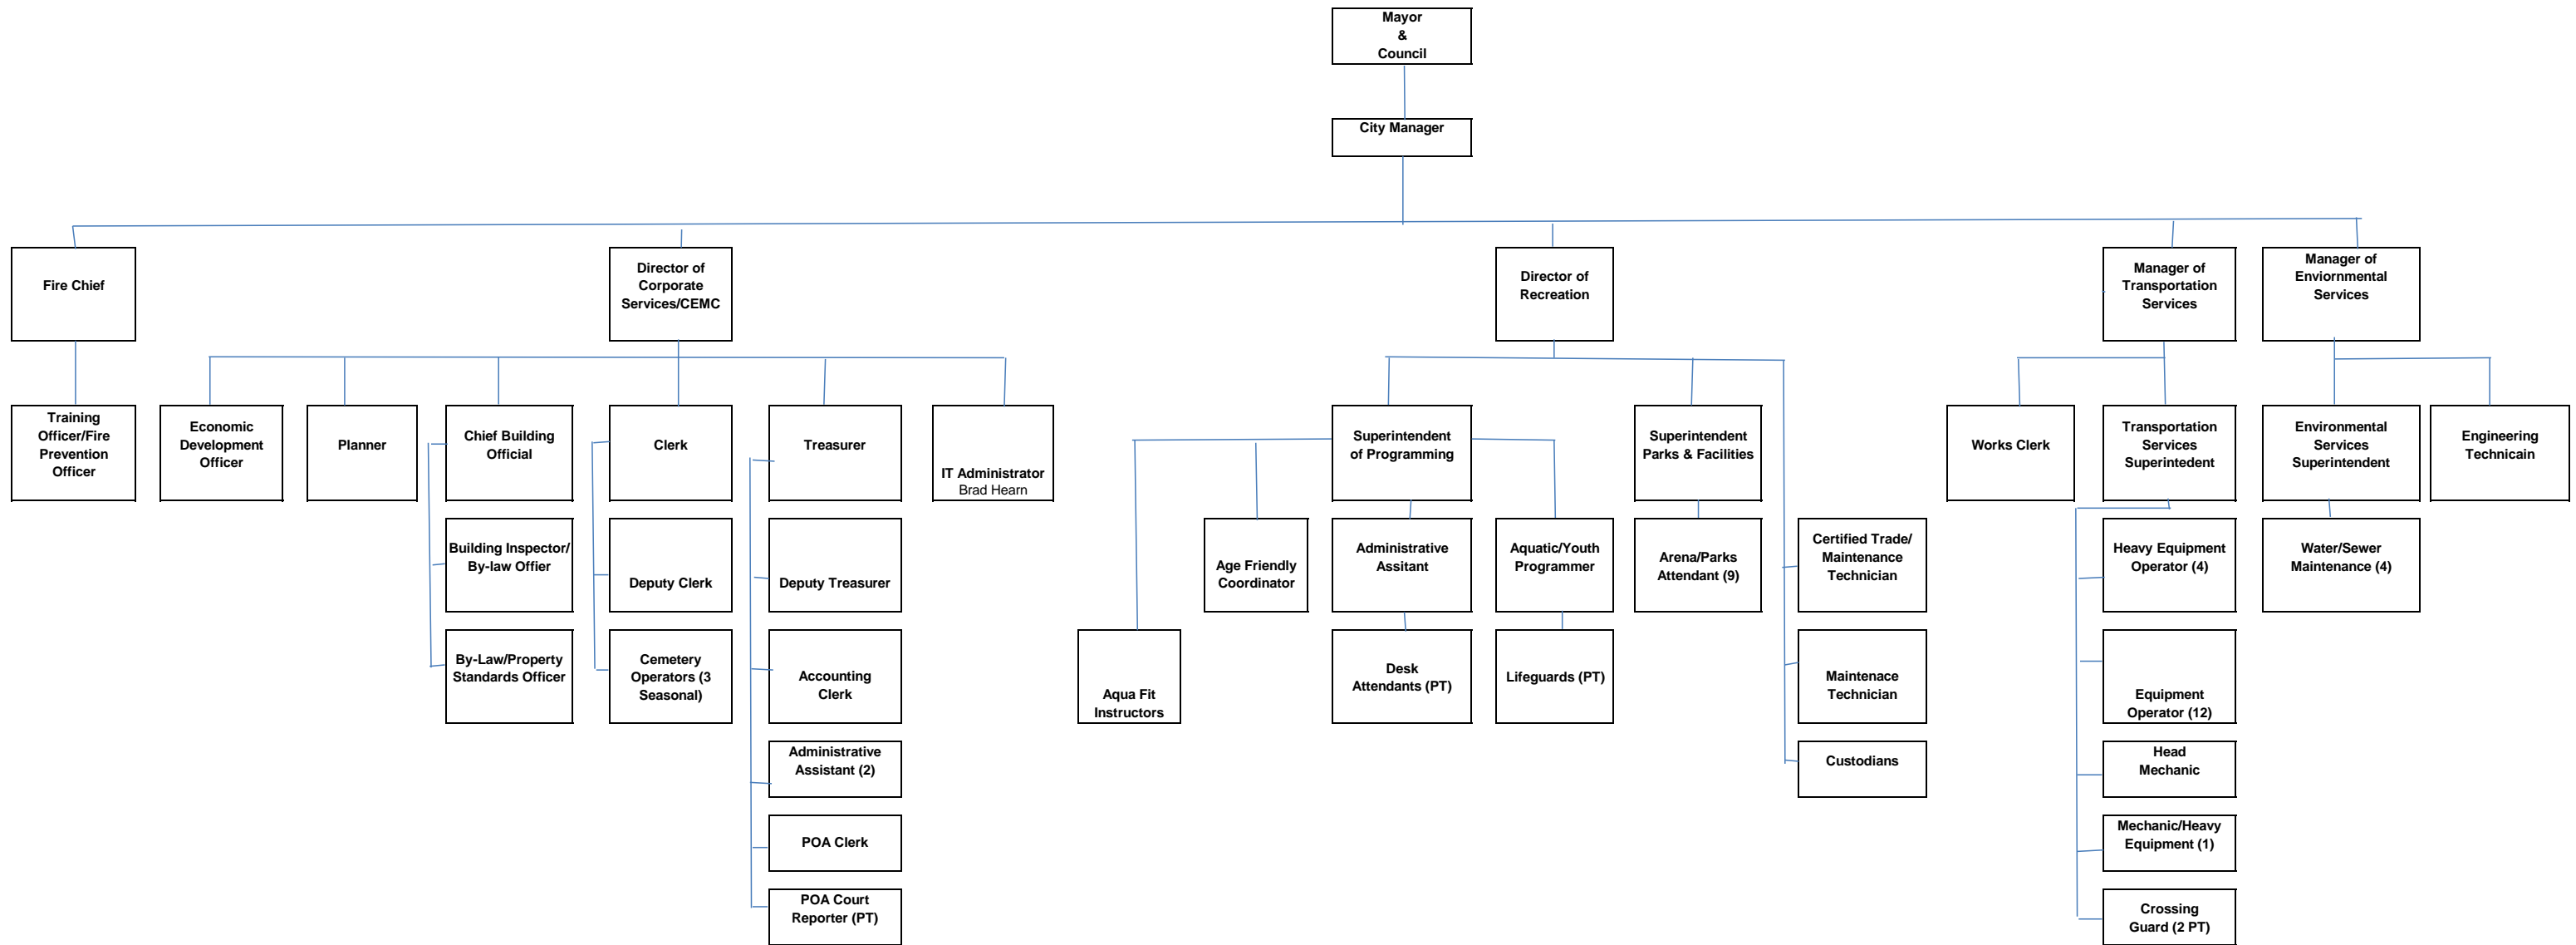 Mayor
&
Council
City Manager
Fire Chief
Director of
Corporate
Services/CEMC
Director of
Recreation
Manager of
Transportation
Services
Manager of
Enviornmental
Services
Training
Officer/Fire
Prevention
Officer
Economic
Development
Officer
Planner
Chief Building
Official
Clerk
Treasurer
IT Administrator
Brad Hearn
Superintendent
of Programming
Superintendent
Parks & Facilities
Works Clerk
Transportation
Services
Superintedent
Environmental
Services
Superintendent
Engineering
Technicain
Building Inspector/
By-law Offier
Deputy Clerk
Deputy Treasurer
Age Friendly
Coordinator
Administrative
Assitant
Aquatic/Youth
Programmer
Arena/Parks
Attendant (9)
Certified Trade/
Maintenance
Technician
Heavy Equipment
Operator (4)
Water/Sewer
Maintenance (4)
By-Law/Property
Standards Officer
Cemetery
Operators (3
Seasonal)
Accounting
Clerk
Aqua Fit
Instructors
Desk
Attendants (PT)
Lifeguards (PT)
Maintenace
Technician
Equipment
Operator (12)
Administrative
Assistant (2)
Custodians
Head
Mechanic
POA Clerk
Mechanic/Heavy
Equipment (1)
POA Court
Reporter (PT)
Crossing
Guard (2 PT)